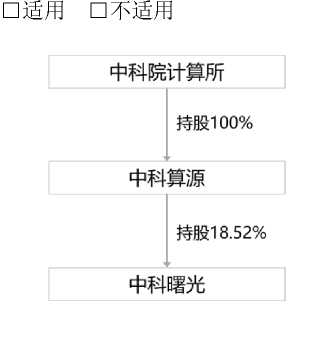 □适用 □不适用
中科院计算所
持股100%
中科算源
持股18.52%
中科曙光